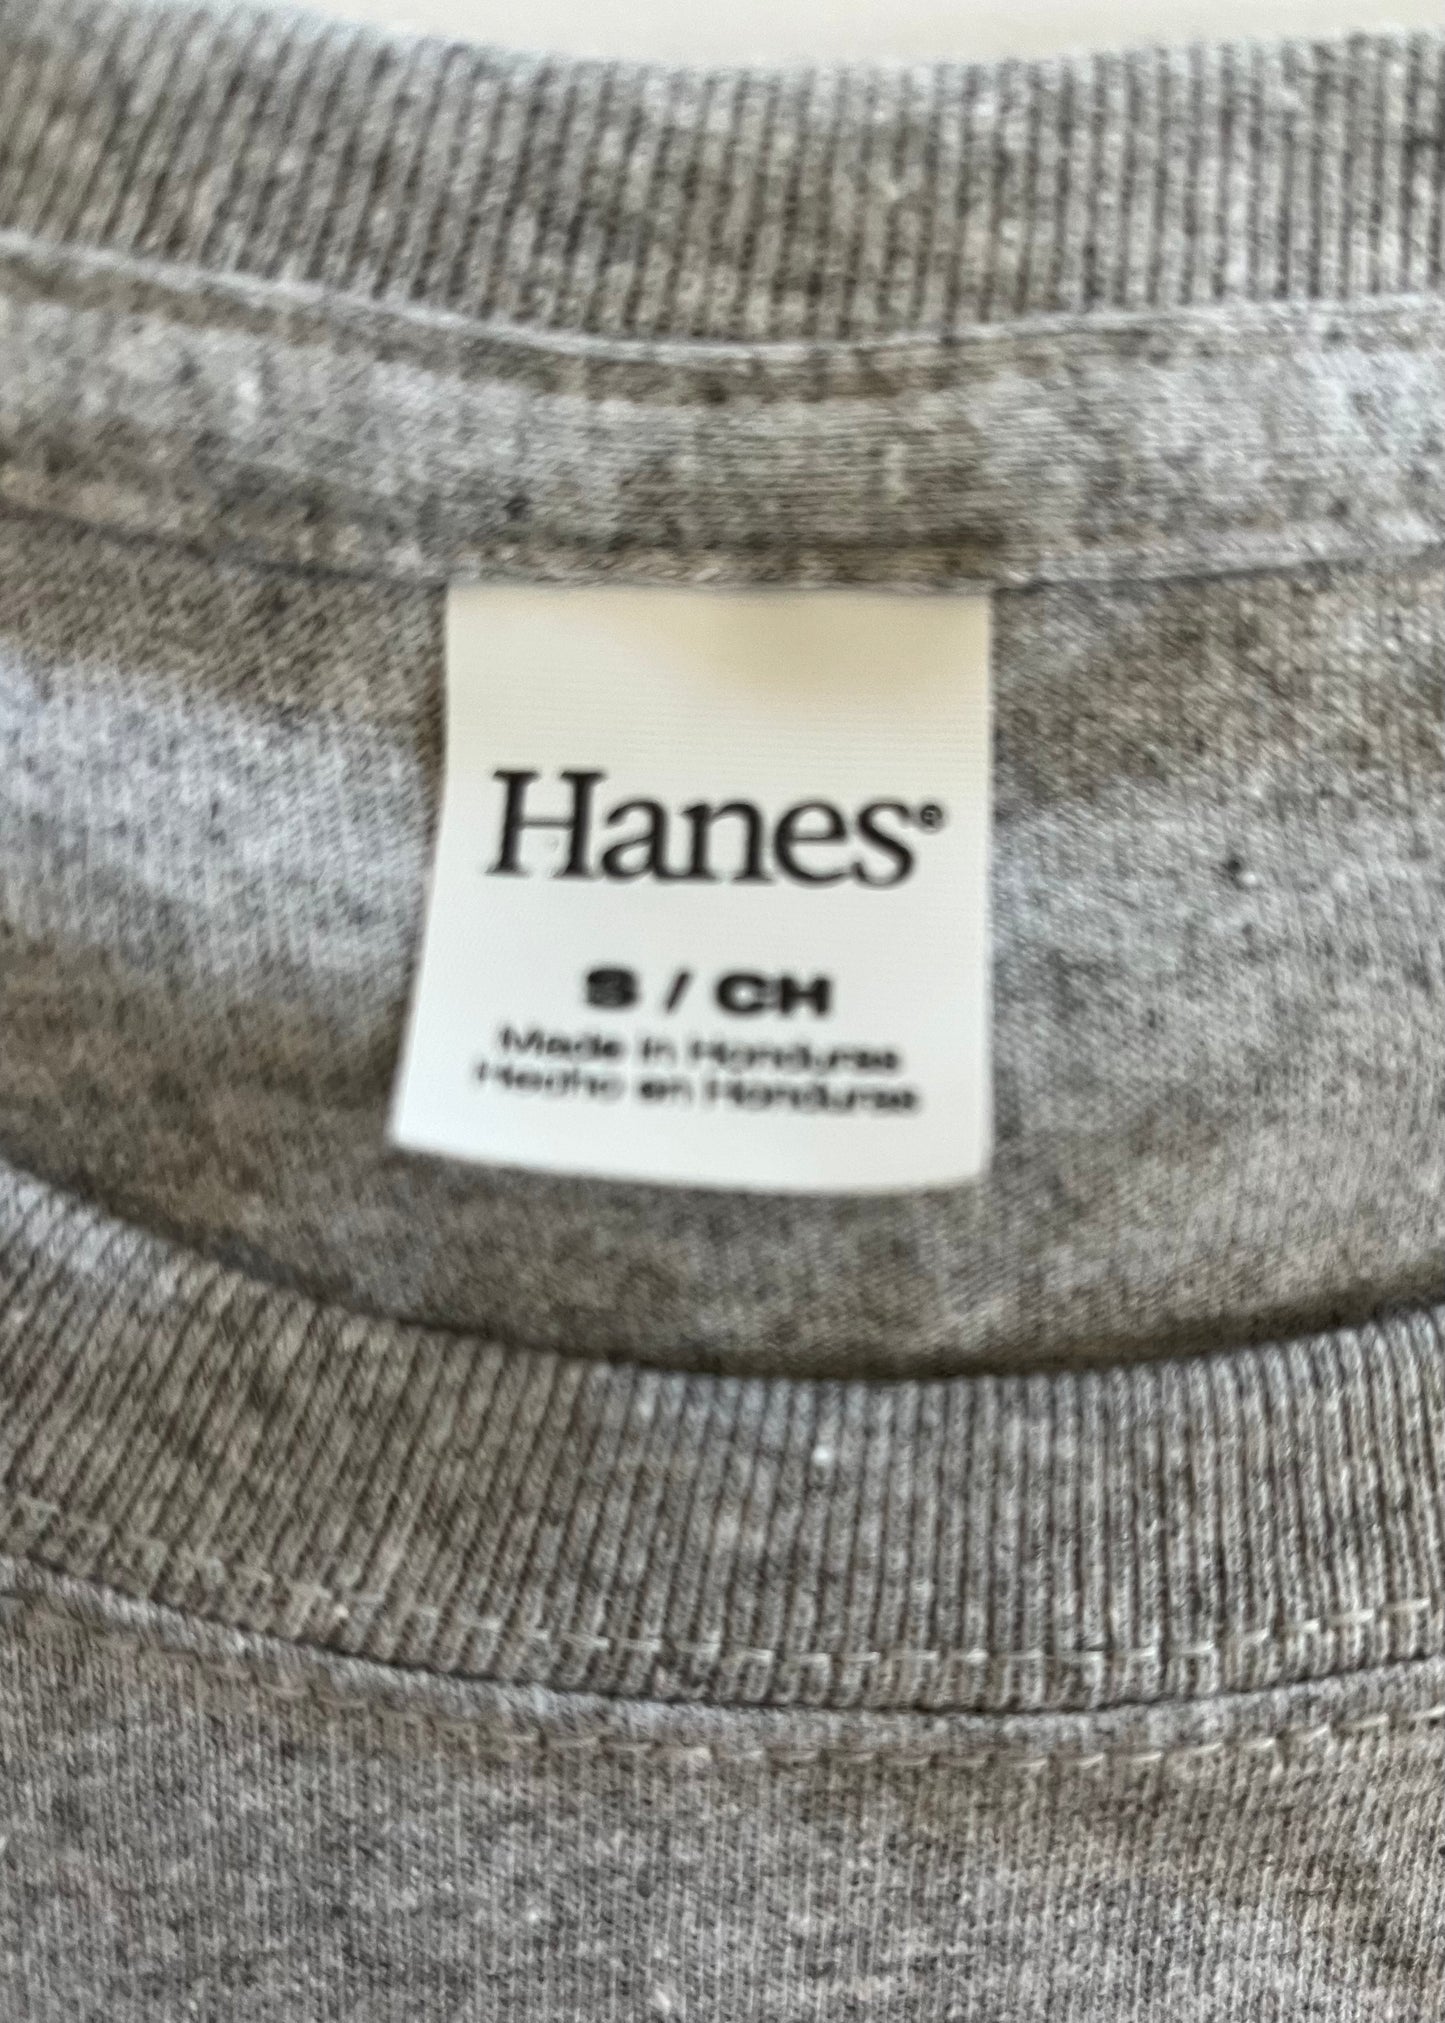 Hanes®
S / CH
Made in Honduras
Hecho en Honduras